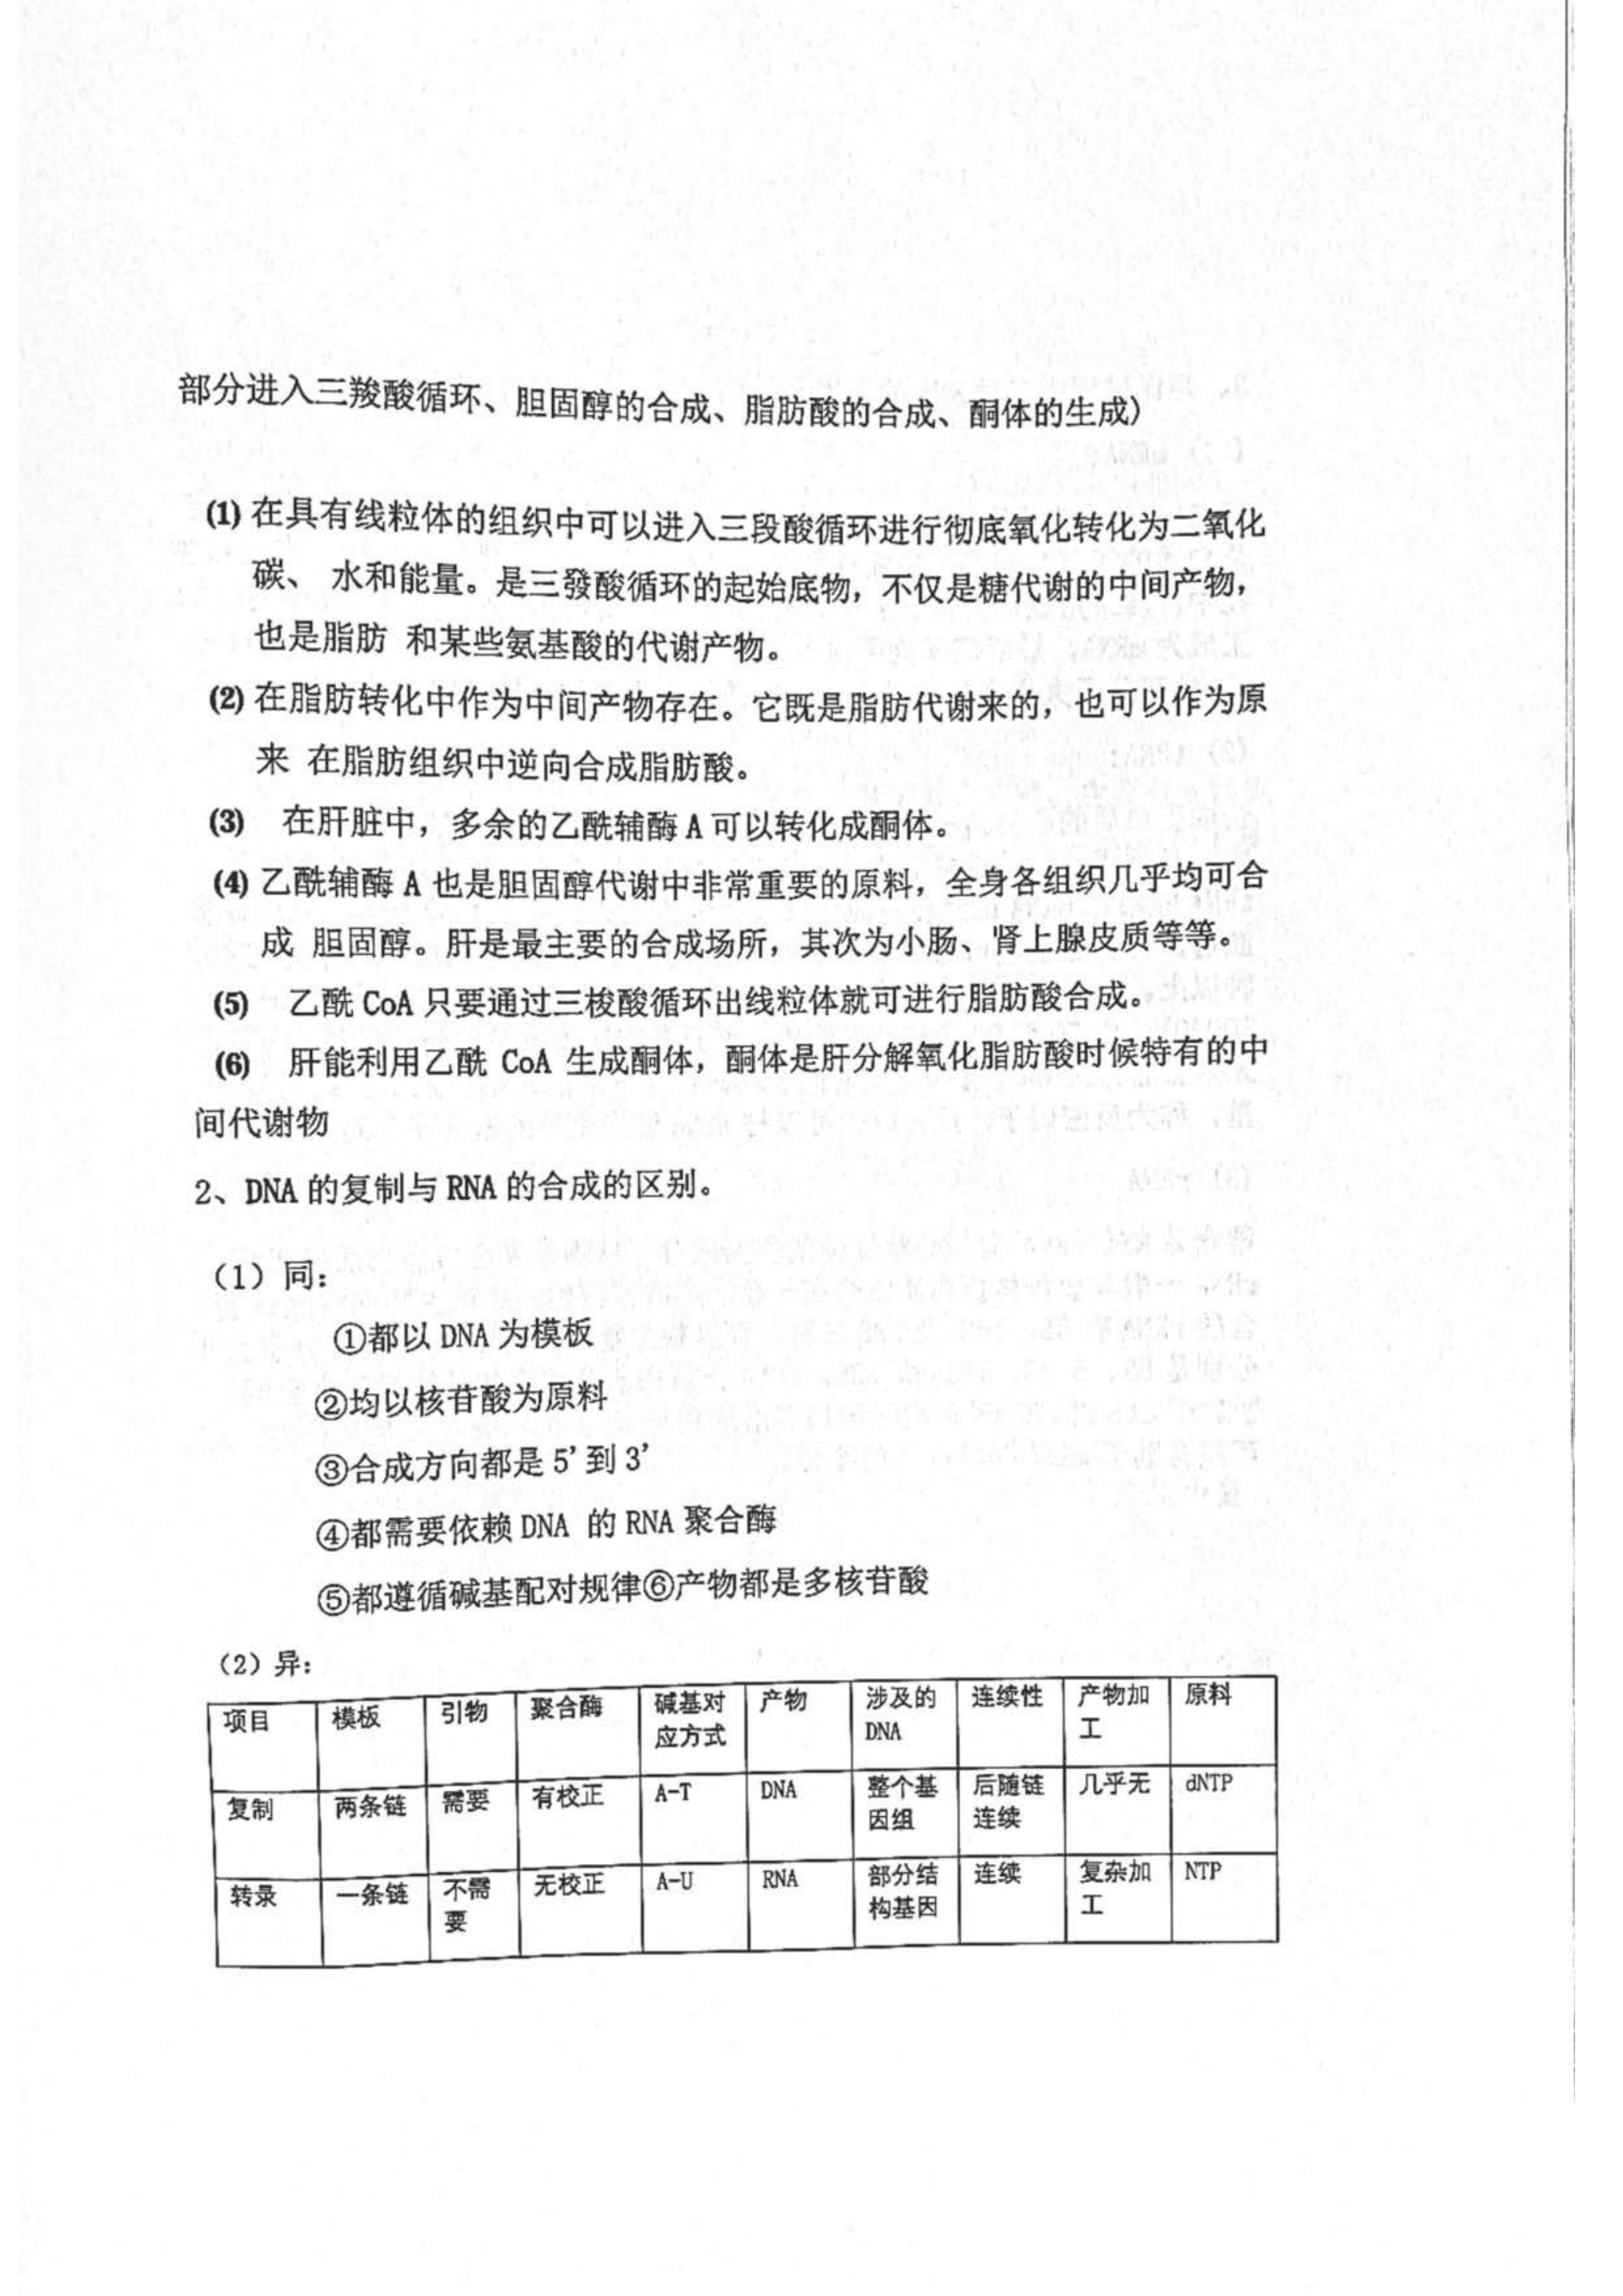 部分进入三羧酸循环、胆固醇的合成、脂肪酸的合成、酮体的生成）
(1) 在具有线粒体的组织中可以进入三段酸循环进行彻底氧化转化为二氧化
碳、 水和能量。是三發酸循环的起始底物，不仅是糖代谢的中间产物，
也是脂肪 和某些氨基酸的代谢产物。
(2) 在脂肪转化中作为中间产物存在。它既是脂肪代谢来的，也可以作为原
来 在脂肪组织中逆向合成脂肪酸。
(3) 在肝脏中，多余的乙酰辅酶 A 可以转化成酮体。
(4) 乙酰辅酶 A 也是胆固醇代谢中非常重要的原料，全身各组织几乎均可合
成 胆固醇。肝是最主要的合成场所，其次为小肠、肾上腺皮质等等。
(5) 乙酰 CoA 只要通过三梭酸循环出线粒体就可进行脂肪酸合成。
(6) 肝能利用乙酰 CoA 生成酮体，酮体是肝分解氧化脂肪酸时候特有的中
间代谢物
2、DNA 的复制与 RNA 的合成的区别。
（1）同：
①都以 DNA 为模板
②均以核苷酸为原料
③合成方向都是 5’到 3’
④都需要依赖 DNA 的 RNA 聚合酶
⑤都遵循碱基配对规律⑥产物都是多核苷酸
（2）异：
项目 模板 引物 聚合酶 碱基对应方式 产物 涉及的DNA 连续性 产物加工 原料
复制 两条链 需要 有校正 A-T DNA 整个基因组 后随链连续 几乎无 dNTP
转录 一条链 不需要 无校正 A-U RNA 部分结构基因 连续 复杂加工 NTP